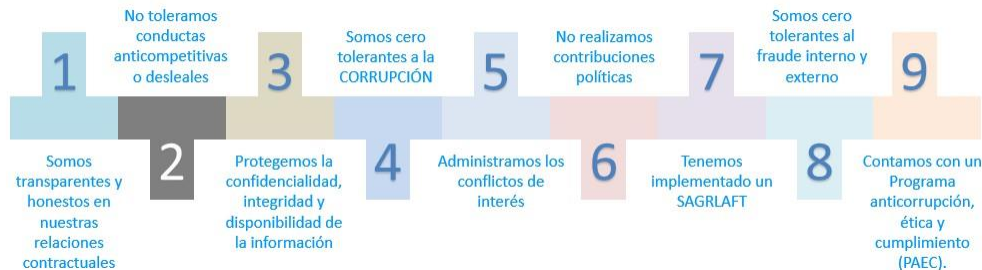 1
Somos
transparentes y
honestos en
nuestras
relaciones
contractuales
No toleramos
conductas
anticompetitivas
o desleales
2
3
Protegemos la
confidencialidad,
integridad y
disponibilidad de
la información
Somos cero
tolerantes a la
CORRUPCIÓN
4
5
Administramos los
conflictos de
interés
No realizamos
contribuciones
políticas
6
7
Tenemos
implementado un
SAGRLAFT
Somos cero
tolerantes al
fraude interno y
externo
8
9
Contamos con un
Programa
anticorrupción,
ética y
cumplimiento
(PAEC).